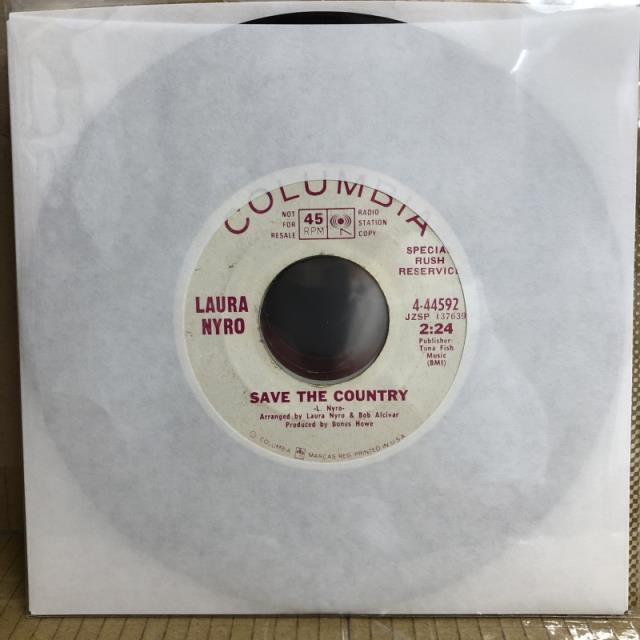 COLUMBIA
NOT FOR RESALE
45 RPM
RADIO STATION COPY
SPECIAL
RUSH
RESERVICE
LAURA
NYRO
4-44592
JZSP 137639
2:24
Publisher:
Tuna Fish
Music
(BMI)
SAVE THE COUNTRY
-L. Nyro-
Arranged by Laura Nyro & Bob Alcivar
Produced by Bones Howe
© COLUMBIA MARCAS REG. PRINTED IN U.S.A.